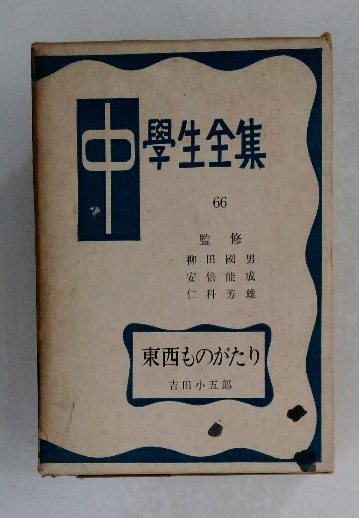 中學生全集
66
監修
柳田國男
安倍能成
仁科芳雄
東西ものがたり
吉田小五郎